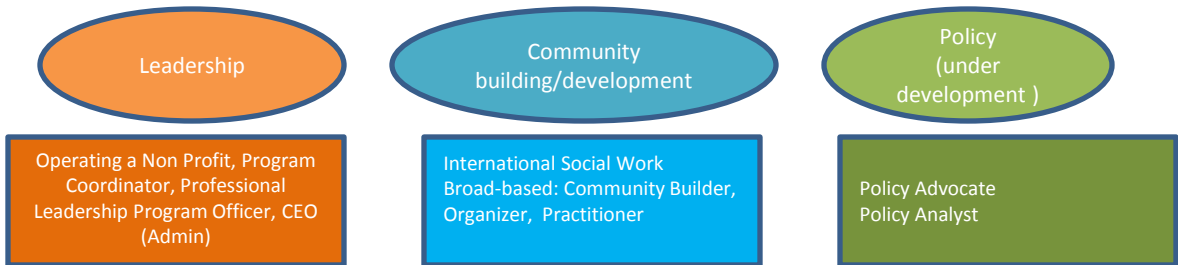 Leadership
Community
building/development
Policy
(under
development )
Operating a Non Profit, Program
Coordinator, Professional
Leadership Program Officer, CEO
(Admin)
International Social Work
Broad-based: Community Builder,
Organizer, Practitioner
Policy Advocate
Policy Analyst